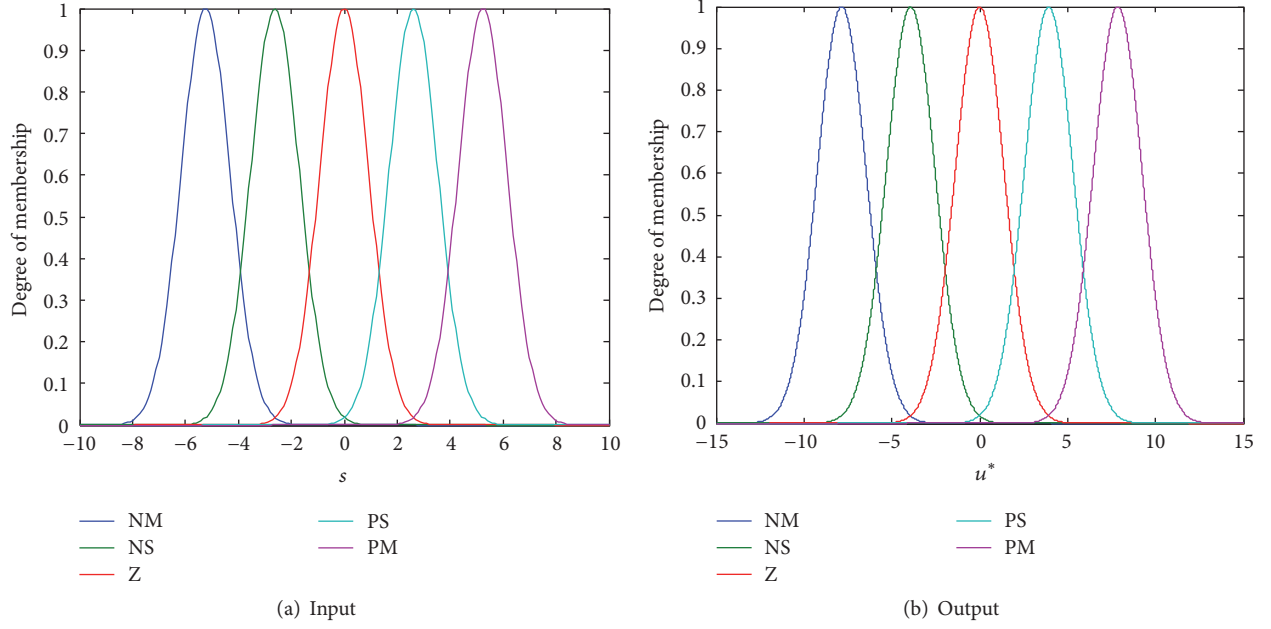 1
0.9
0.8
0.7
0.6
0.5
0.4
0.3
0.2
0.1
0
Degree of membership
−10 −8 −6 −4 −2 0 2 4 6 8 10
s
NM
NS
Z
PS
PM
(a) Input
1
0.9
0.8
0.7
0.6
0.5
0.4
0.3
0.2
0.1
0
Degree of membership
−15 −10 −5 0 5 10 15
u*
NM
NS
Z
PS
PM
(b) Output